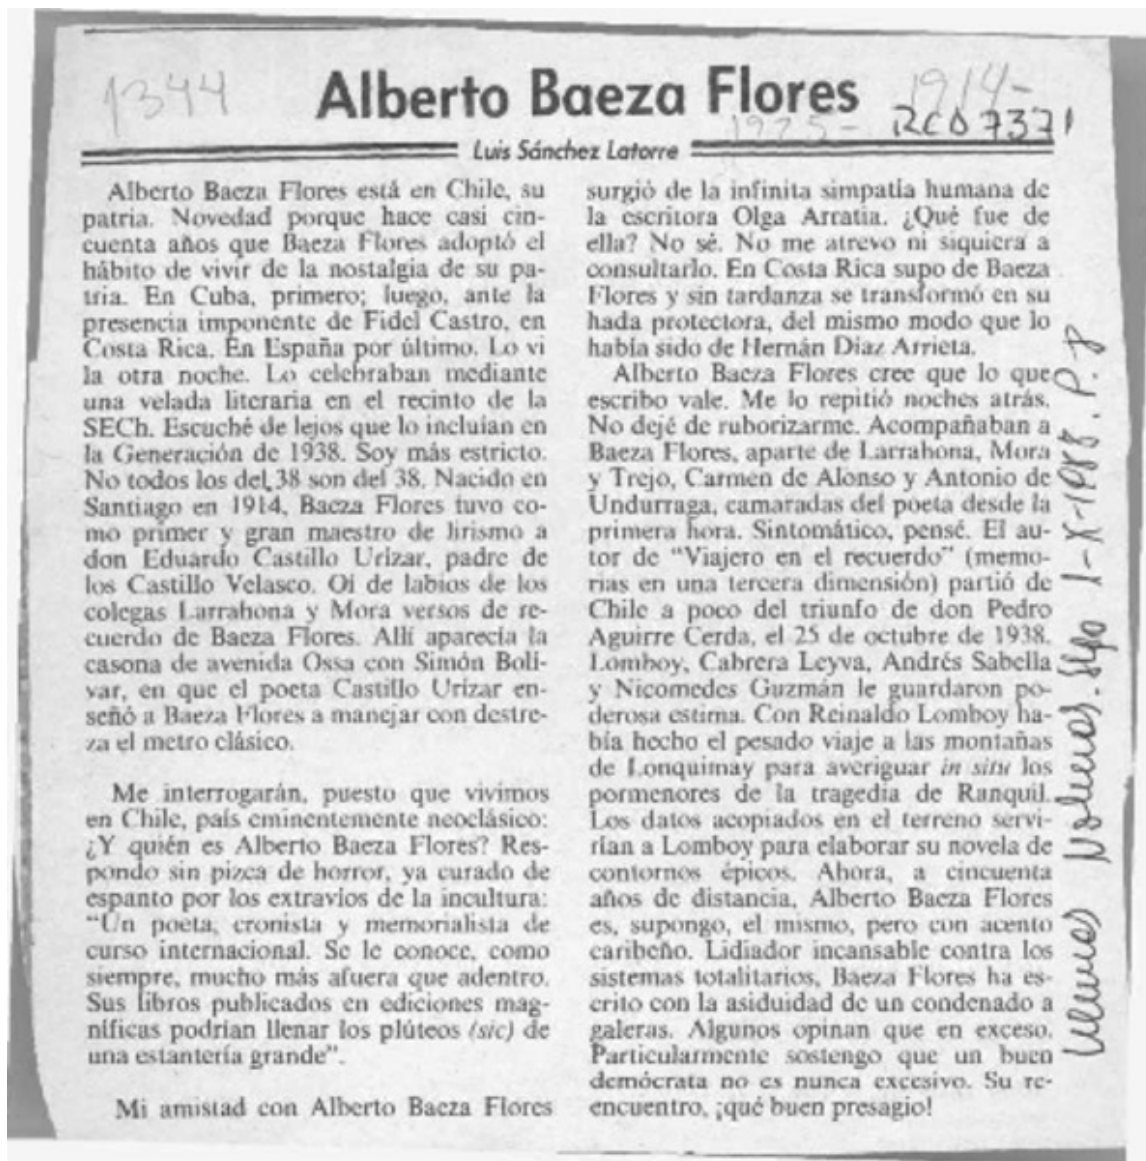 1344
Alberto Baeza Flores
1914-
1925-
RCD7371
Luis Sánchez Latorre
Alberto Baeza Flores está en Chile, su
patria. Novedad porque hace casi cin-
cuenta años que Baeza Flores adoptó el
hábito de vivir de la nostalgia de su pa-
tria. En Cuba, primero; luego, ante la
presencia imponente de Fidel Castro, en
Costa Rica. En España por último. Lo vi
la otra noche. Lo celebraban mediante
una velada literaria en el recinto de la
SECh. Escuché de lejos que lo incluían en
la Generación de 1938. Soy más estricto.
No todos los del 38 son del 38. Nacido en
Santiago en 1914, Baeza Flores tuvo co-
mo primer y gran maestro de lirismo a
don Eduardo Castillo Urízar, padre de
los Castillo Velasco. Oí de labios de los
colegas Larrahona y Mora versos de re-
cuerdo de Baeza Flores. Allí aparecía la
casona de avenida Ossa con Simón Bolí-
var, en que el poeta Castillo Urízar en-
señó a Baeza Flores a manejar con destre-
za el metro clásico.
Me interrogarán, puesto que vivimos
en Chile, país eminentemente neoclásico:
¿Y quién es Alberto Baeza Flores? Res-
pondo sin pizca de horror, ya curado de
espanto por los extravíos de la incultura:
“Un poeta, cronista y memorialista de
curso internacional. Se le conoce, como
siempre, mucho más afuera que adentro.
Sus libros publicados en ediciones mag-
níficas podrían llenar los plúteos (sic) de
una estantería grande”.
Mi amistad con Alberto Baeza Flores
surgió de la infinita simpatía humana de
la escritora Olga Arratia. ¿Qué fue de
ella? No sé. No me atrevo ni siquiera a
consultarlo. En Costa Rica supo de Baeza
Flores y sin tardanza se transformó en su
hada protectora, del mismo modo que lo
había sido de Hernán Díaz Arrieta.
Alberto Baeza Flores cree que lo que
escribo vale. Me lo repitió noches atrás.
No dejé de ruborizarme. Acompañaban a
Baeza Flores, aparte de Larrahona, Mora
y Trejo, Carmen de Alonso y Antonio de
Undurraga, camaradas del poeta desde la
primera hora. Sintomático, pensé. El au-
tor de “Viajero en el recuerdo” (memo-
rias en una tercera dimensión) partió de
Chile a poco del triunfo de don Pedro
Aguirre Cerda, el 25 de octubre de 1938.
Lomboy, Cabrera Leyva, Andrés Sabella
y Nicomedes Guzmán le guardaron po-
derosa estima. Con Reinaldo Lomboy ha-
bía hecho el pesado viaje a las montañas
de Lonquimay para averiguar in situ los
pormenores de la tragedia de Ranquil.
Los datos acopiados en el terreno servi-
rían a Lomboy para elaborar su novela de
contornos épicos. Ahora, a cincuenta
años de distancia, Alberto Baeza Flores
es, supongo, el mismo, pero con acento
caribeño. Lidiador incansable contra los
sistemas totalitarios, Baeza Flores ha es-
crito con la asiduidad de un condenado a
galeras. Algunos opinan que en exceso.
Particularmente sostengo que un buen
demócrata no es nunca excesivo. Su re-
encuentro, ¡qué buen presagio!
Últimas Noticias. Stgo 1-X-1988. P. 8